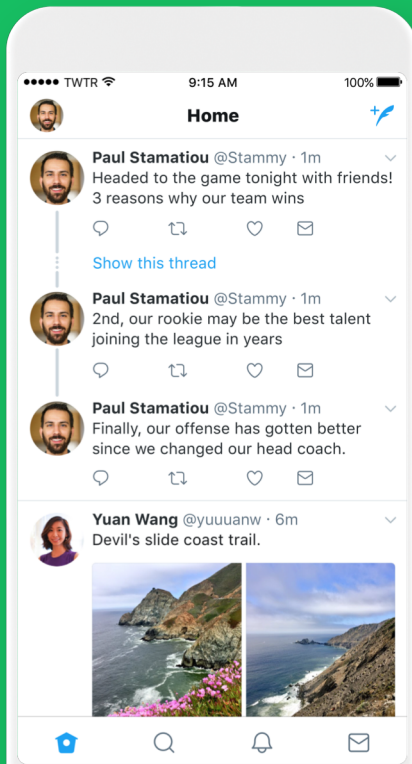 TWTR
9:15 AM
100%
Home
Paul Stamatiou @Stammy · 1m
Headed to the game tonight with friends!
3 reasons why our team wins
Show this thread
Paul Stamatiou @Stammy · 1m
2nd, our rookie may be the best talent
joining the league in years
Paul Stamatiou @Stammy · 1m
Finally, our offense has gotten better
since we changed our head coach.
Yuan Wang @yuuuanw · 6m
Devil's slide coast trail.